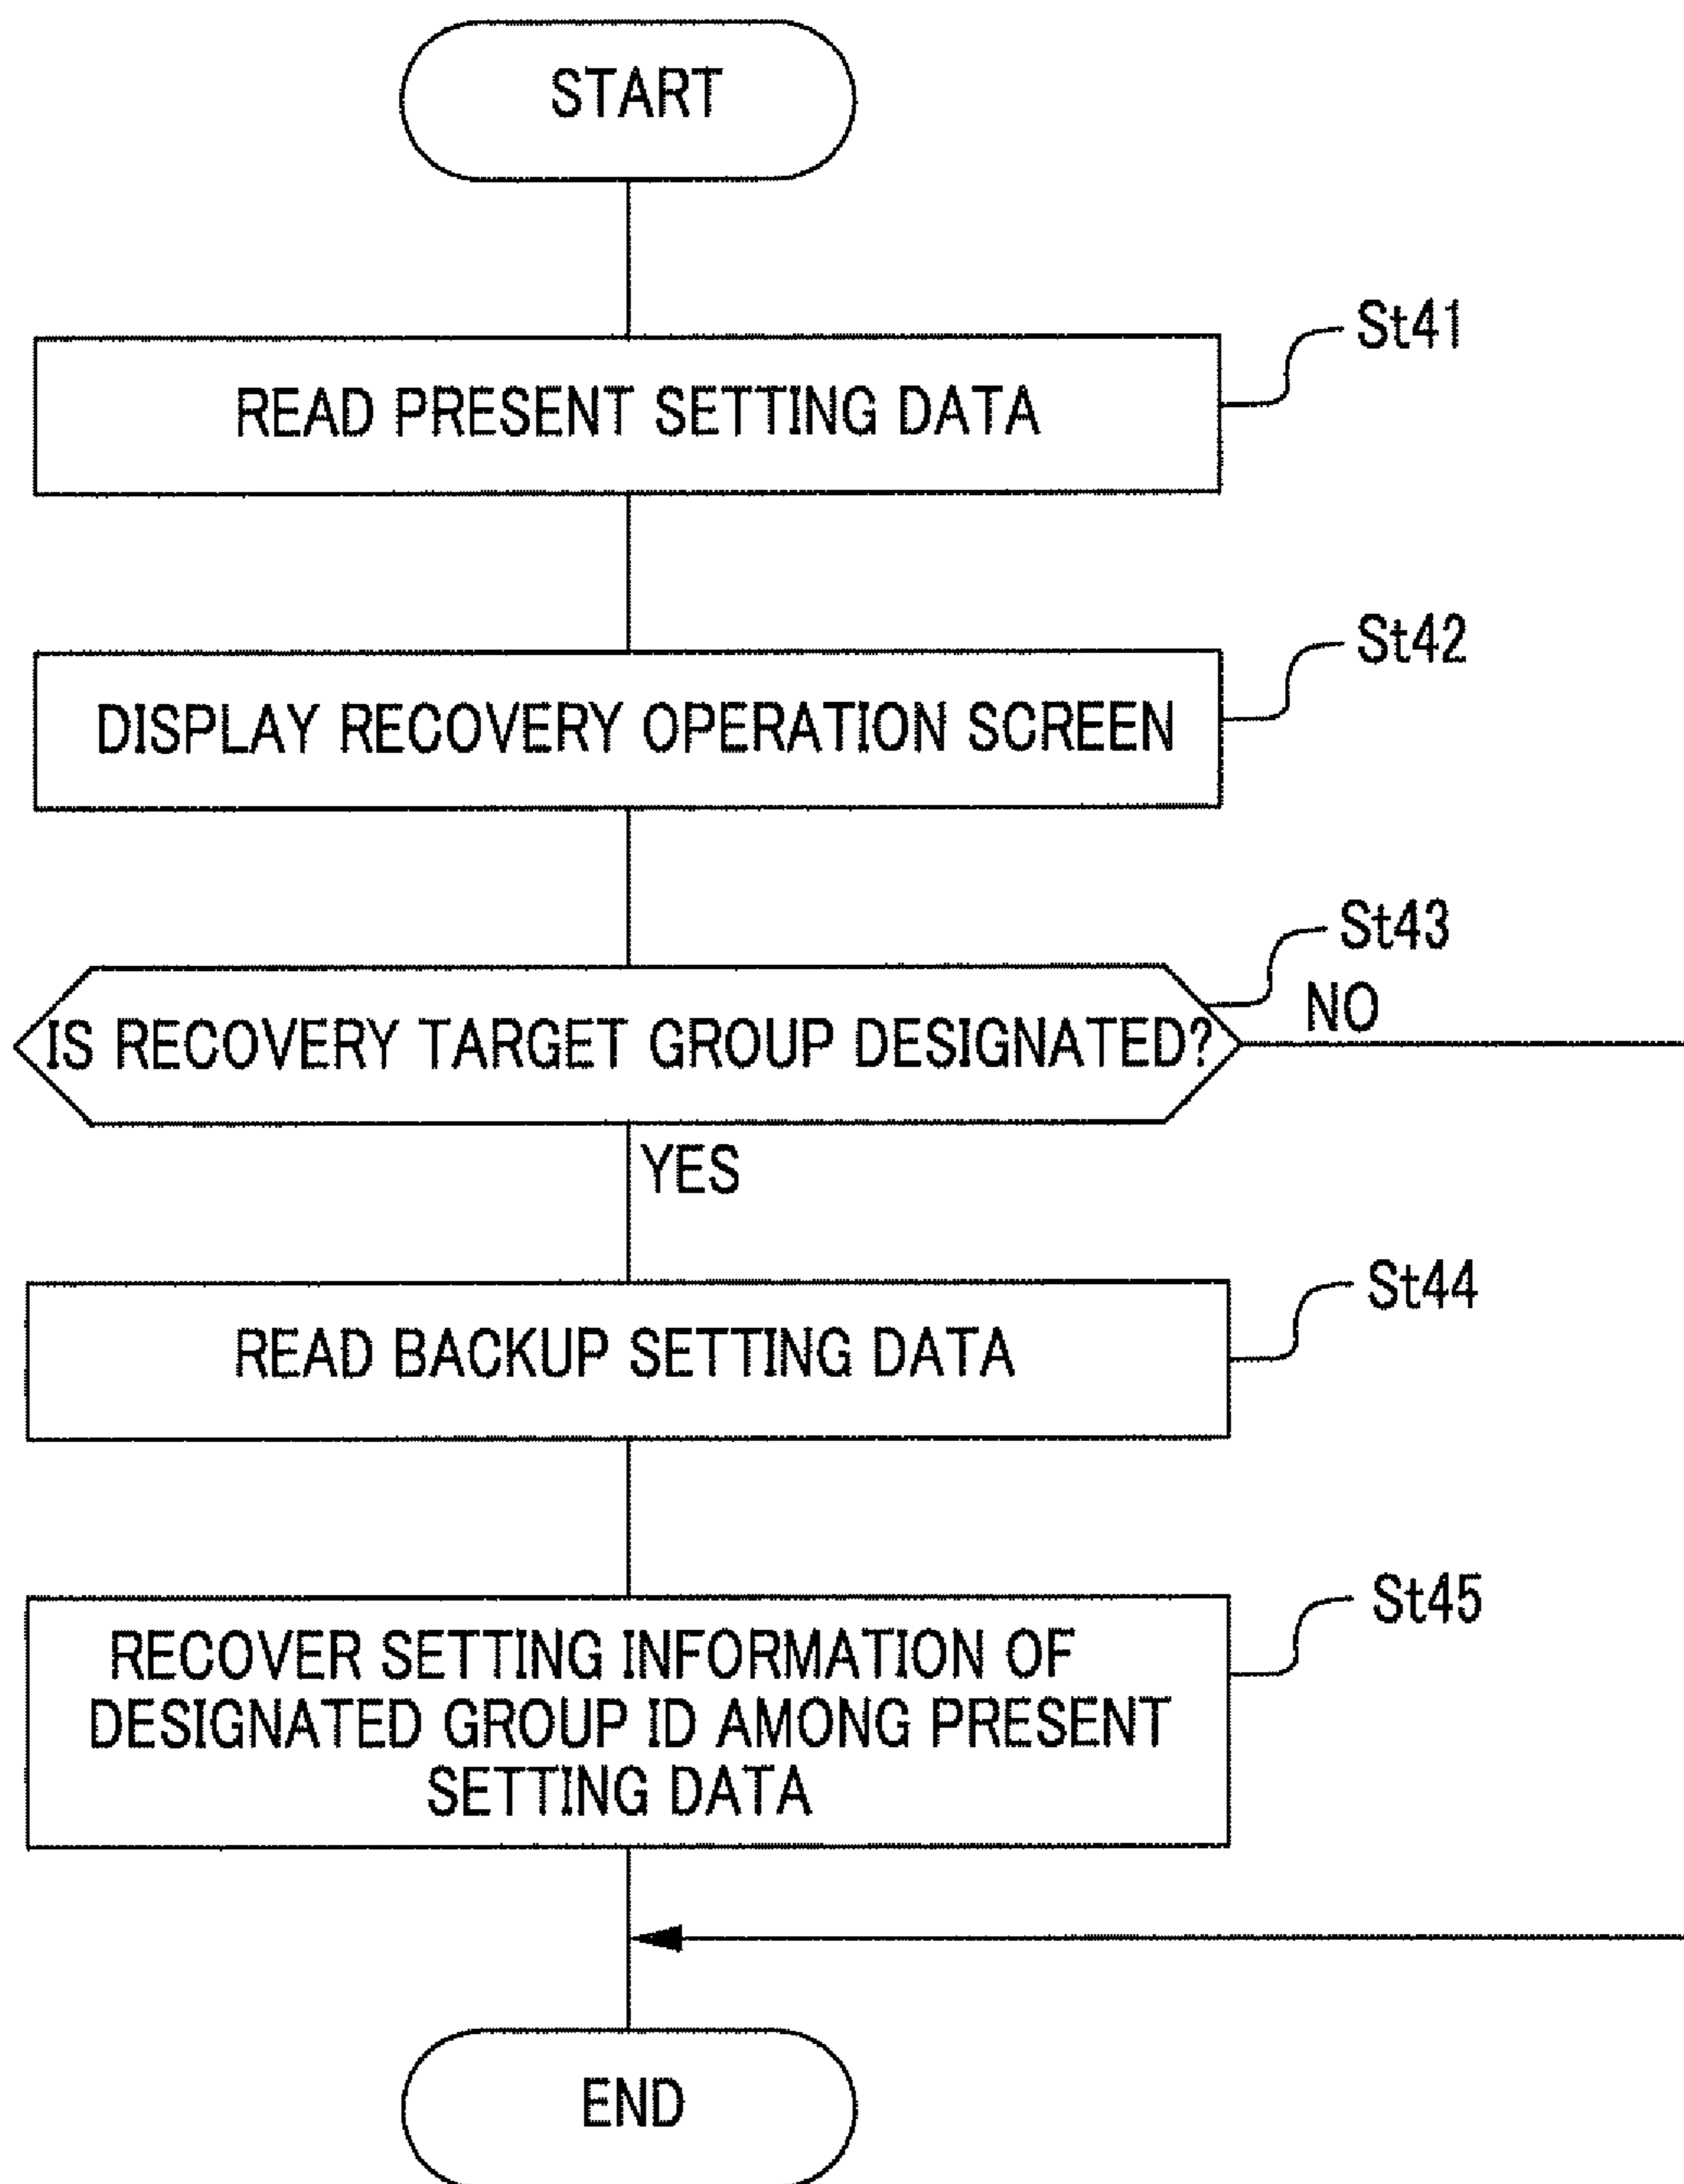 START
St41
READ PRESENT SETTING DATA
St42
DISPLAY RECOVERY OPERATION SCREEN
St43
IS RECOVERY TARGET GROUP DESIGNATED?
NO
YES
St44
READ BACKUP SETTING DATA
St45
RECOVER SETTING INFORMATION OF
DESIGNATED GROUP ID AMONG PRESENT
SETTING DATA
END